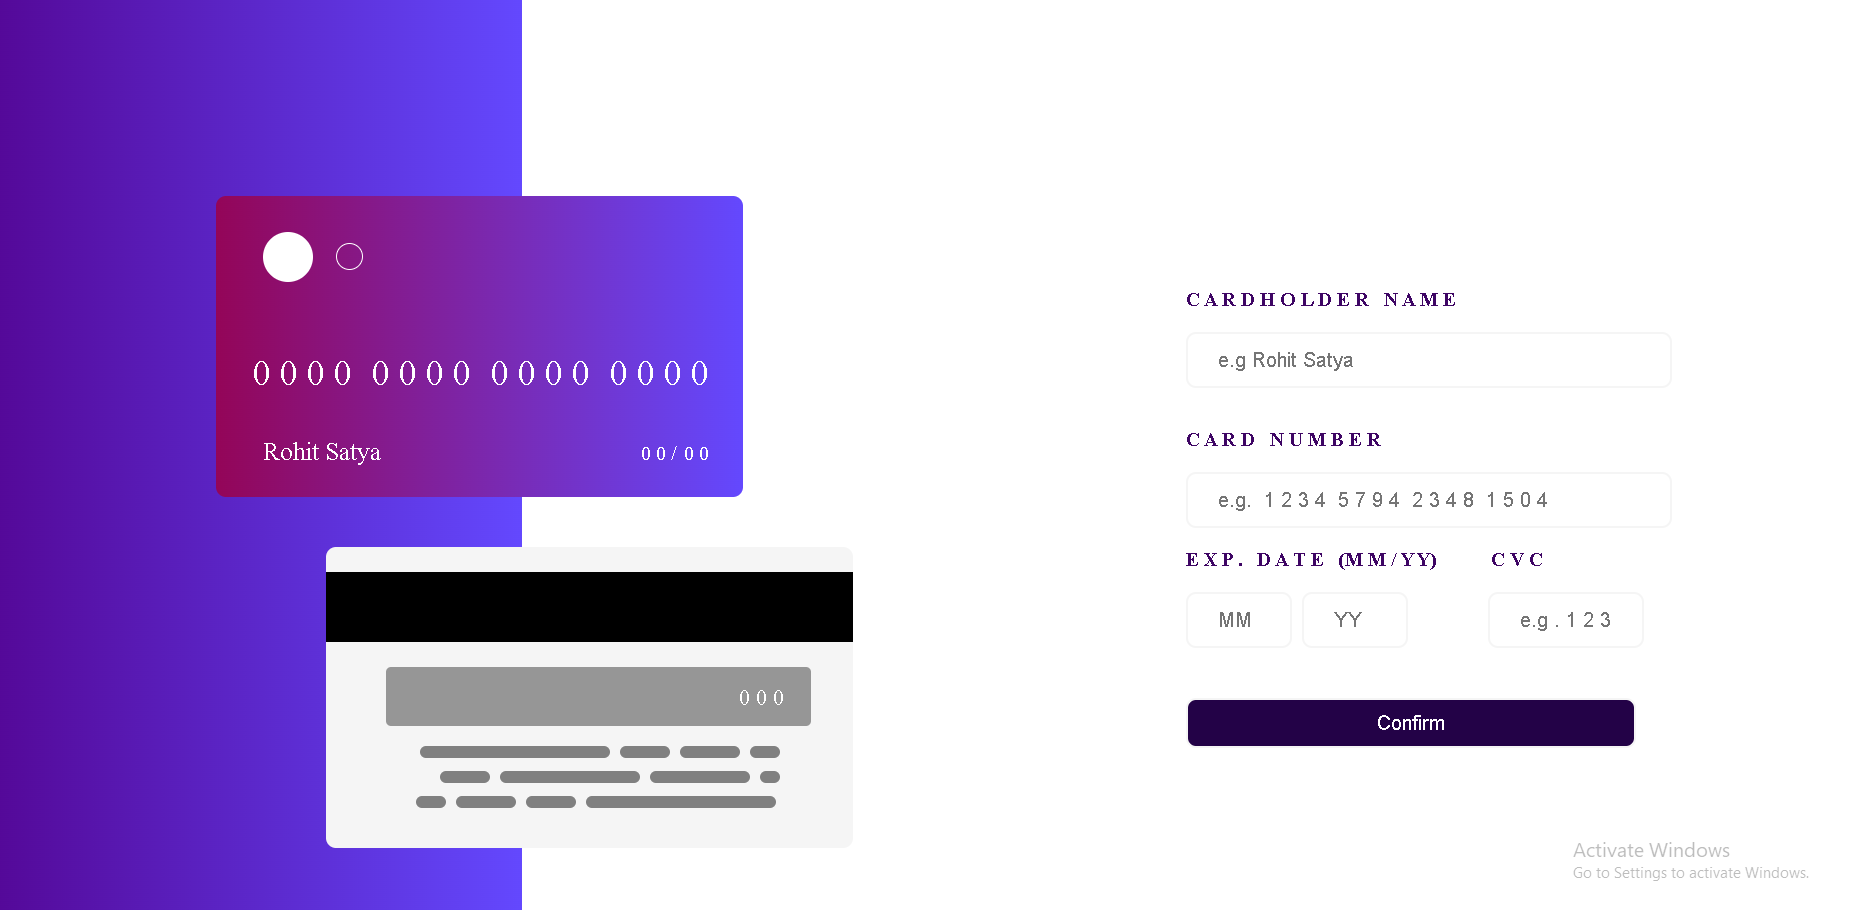 0000 0000 0000 0000
Rohit Satya
00/00
000
CARDHOLDER NAME
e.g Rohit Satya
CARD NUMBER
e.g. 1234 5794 2348 1504
EXP. DATE (MM/YY) CVC
MM YY e.g . 123
Confirm
Activate Windows
Go to Settings to activate Windows.